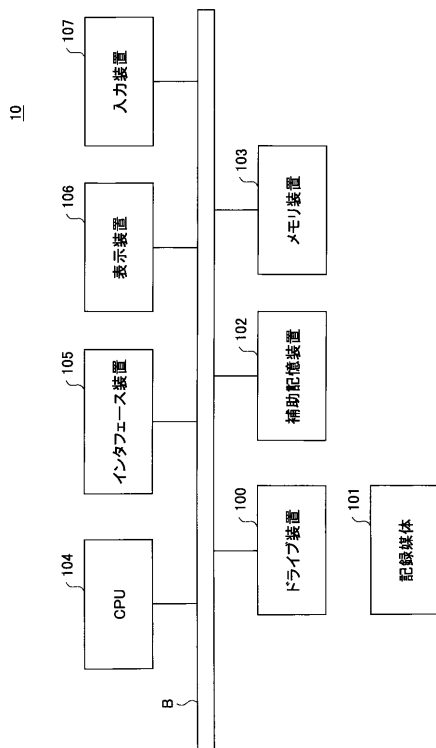 10
104
CPU
105
インタフェース装置
106
表示装置
107
入力装置
B
100
ドライブ装置
102
補助記憶装置
103
メモリ装置
101
記録媒体